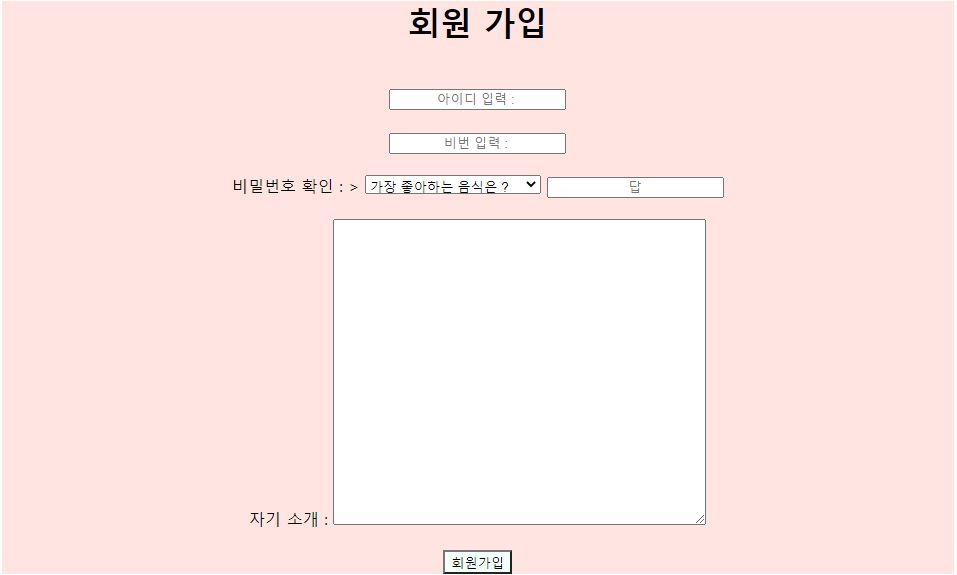 회원 가입
아이디 입력 :
비번 입력 :
비밀번호 확인 : > 가장 좋아하는 음식은 ? 답
자기 소개 :
회원가입